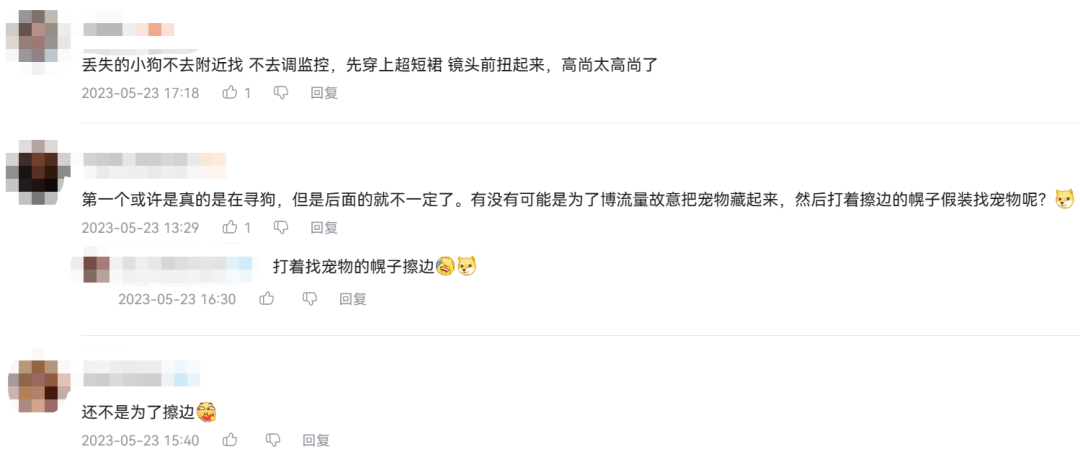 丢失的小狗不去附近找 不去调监控，先穿上超短裙 镜头前扭起来，高尚太高尚了
2023-05-23 17:18 1 回复
第一个或许是真的是在寻狗，但是后面的就不一定了。有没有可能是为了博流量故意把宠物藏起来，然后打着擦边的幌子假装找宠物呢？
2023-05-23 13:29 1 回复
打着找宠物的幌子擦边
2023-05-23 16:30 回复
还不是为了擦边
2023-05-23 15:40 回复